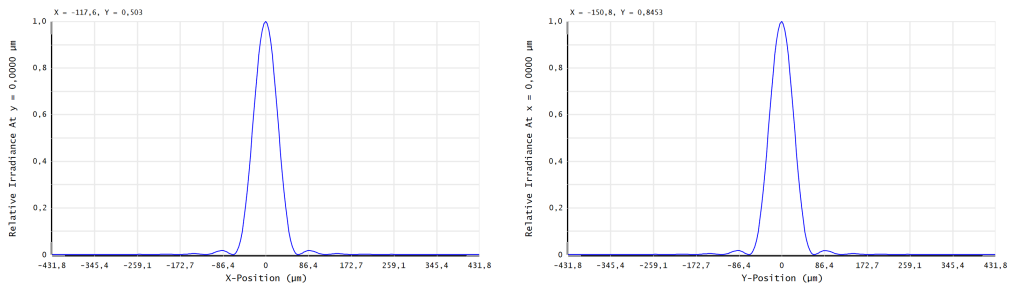 X = -117,6, Y = 0,503
1,0
0,8
0,6
0,4
0,2
0
Relative Irradiance At y = 0,0000 µm
-431,8 -345,4 -259,1 -172,7 -86,4 0 86,4 172,7 259,1 345,4 431,8
X-Position (µm)
X = -150,8, Y = 0,8453
1,0
0,8
0,6
0,4
0,2
0
Relative Irradiance At x = 0,0000 µm
-431,8 -345,4 -259,1 -172,7 -86,4 0 86,4 172,7 259,1 345,4 431,8
Y-Position (µm)